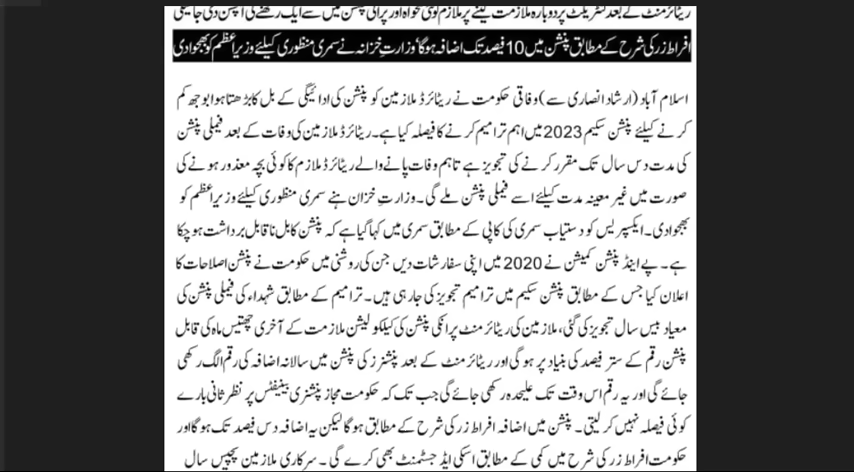 ریٹائرمنٹ کے بعد سٹریٹ پر دوبارہ ملازمت لینے پر ملازم کو تنخواہ اور پرانی پنشن میں سے ایک رکھنے کی آپشن دی جائیگی
افراط زر کی شرح کے مطابق پنشن میں 10 فیصد تک اضافہ ہوگا، وزارت خزانہ نے سمری منظوری کیلئے وزیراعظم کو بھجوادی
اسلام آباد (ارشاد انصاری سے) وفاقی حکومت نے ریٹائرڈ ملازمین کو پنشن کی ادائیگی کے بل کا بڑھتا ہوا بوجھ کم
کرنے کیلئے پنشن سکیم 2023 میں اہم ترامیم کرنے کا فیصلہ کیا ہے۔ ریٹائرڈ ملازمین کی وفات کے بعد فیملی پنشن
کی مدت دس سال تک مقرر کرنے کی تجویز ہے تاہم وفات پانے والے ریٹائرڈ ملازم کا کوئی بچہ معذور ہونے کی
صورت میں غیر معینہ مدت کیلئے اسے فیملی پنشن ملے گی۔ وزارت خزان ہنے سمری منظوری کیلئے وزیراعظم کو
بھجوادی۔ ایکسپریس کو دستیاب سمری کی کاپی کے مطابق سمری میں کہا گیا ہے کہ پنشن کا بل ناقابل برداشت ہو چکا
ہے۔ پے اینڈ پنشن کمیشن نے 2020 میں اپنی سفارشات دیں جن کی روشنی میں حکومت نے پنشن اصلاحات کا
اعلان کیا جس کے مطابق پنشن سکیم میں ترامیم تجویز کی جارہی ہیں۔ ترامیم کے مطابق شہداء کی فیملی پنشن کی
معیاد بیس سال تجویز کی گئی، ملازمین کی ریٹائرمنٹ پر انکی پنشن کی کیلکولیشن ملازمت کے آخری چھتیس ماہ کی قابل
پنشن رقم کے ستر فیصد کی بنیاد پر ہوگی اور ریٹائرمنٹ کے بعد پنشنرز کی پنشن میں سالانہ اضافہ کی رقم الگ رکھی
جائے گی اور یہ رقم اس وقت تک علیحدہ رکھی جائے گی جب تک کہ حکومت مجاز پنشنری بینیفٹس پر نظرثانی بارے
کوئی فیصلہ نہیں کر لیتی۔ پنشن میں اضافہ افراط زر کی شرح کے مطابق ہوگا لیکن یہ اضافہ دس فیصد تک ہوگا اور
حکومت افراط زر کی شرح میں کمی کے مطابق اسکی ایڈجسٹمنٹ بھی کرے گی۔ سرکاری ملازمین پچیس سال